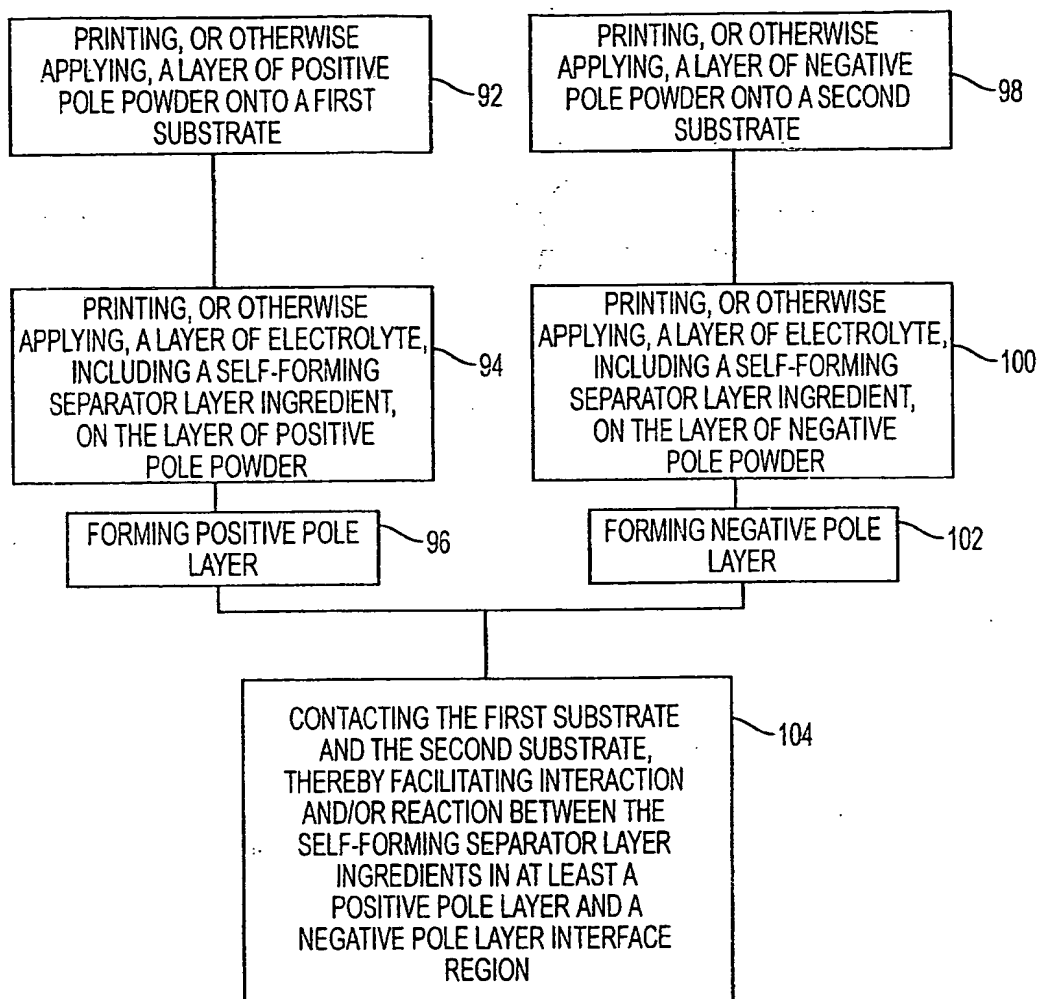 PRINTING, OR OTHERWISE
APPLYING, A LAYER OF POSITIVE
POLE POWDER ONTO A FIRST
SUBSTRATE
92
PRINTING, OR OTHERWISE
APPLYING, A LAYER OF NEGATIVE
POLE POWDER ONTO A SECOND
SUBSTRATE
98
PRINTING, OR OTHERWISE
APPLYING, A LAYER OF ELECTROLYTE,
INCLUDING A SELF-FORMING
SEPARATOR LAYER INGREDIENT,
ON THE LAYER OF POSITIVE
POLE POWDER
94
PRINTING, OR OTHERWISE
APPLYING, A LAYER OF ELECTROLYTE,
INCLUDING A SELF-FORMING
SEPARATOR LAYER INGREDIENT,
ON THE LAYER OF NEGATIVE
POLE POWDER
100
FORMING POSITIVE POLE
LAYER
96
FORMING NEGATIVE POLE
LAYER
102
CONTACTING THE FIRST SUBSTRATE
AND THE SECOND SUBSTRATE,
THEREBY FACILITATING INTERACTION
AND/OR REACTION BETWEEN THE
SELF-FORMING SEPARATOR LAYER
INGREDIENTS IN AT LEAST A
POSITIVE POLE LAYER AND A
NEGATIVE POLE LAYER INTERFACE
REGION
104